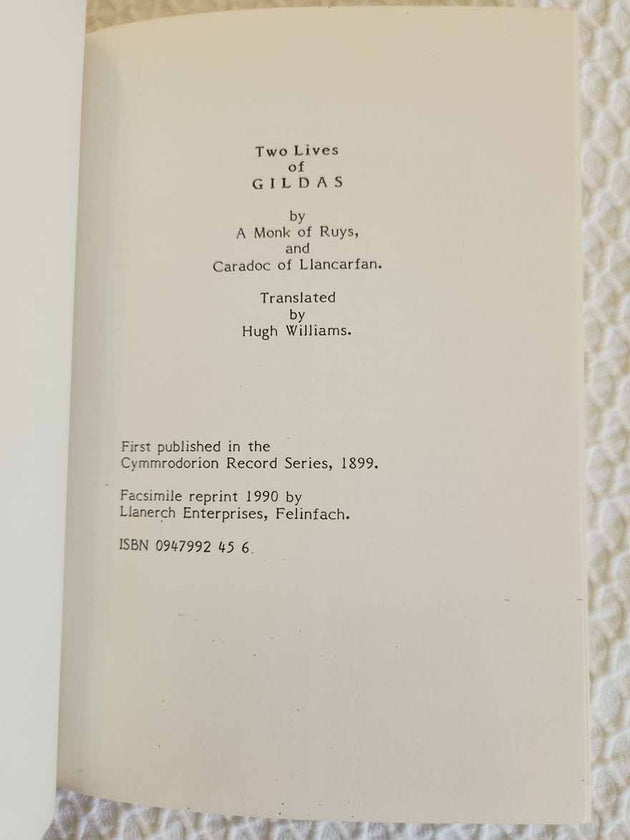 Two Lives
of
GILDAS
by
A Monk of Ruys,
and
Caradoc of Llancarfan.
Translated
by
Hugh Williams.
First published in the
Cymmrodorion Record Series, 1899.
Facsimile reprint 1990 by
Llanerch Enterprises, Felinfach.
ISBN 0947992 45 6.